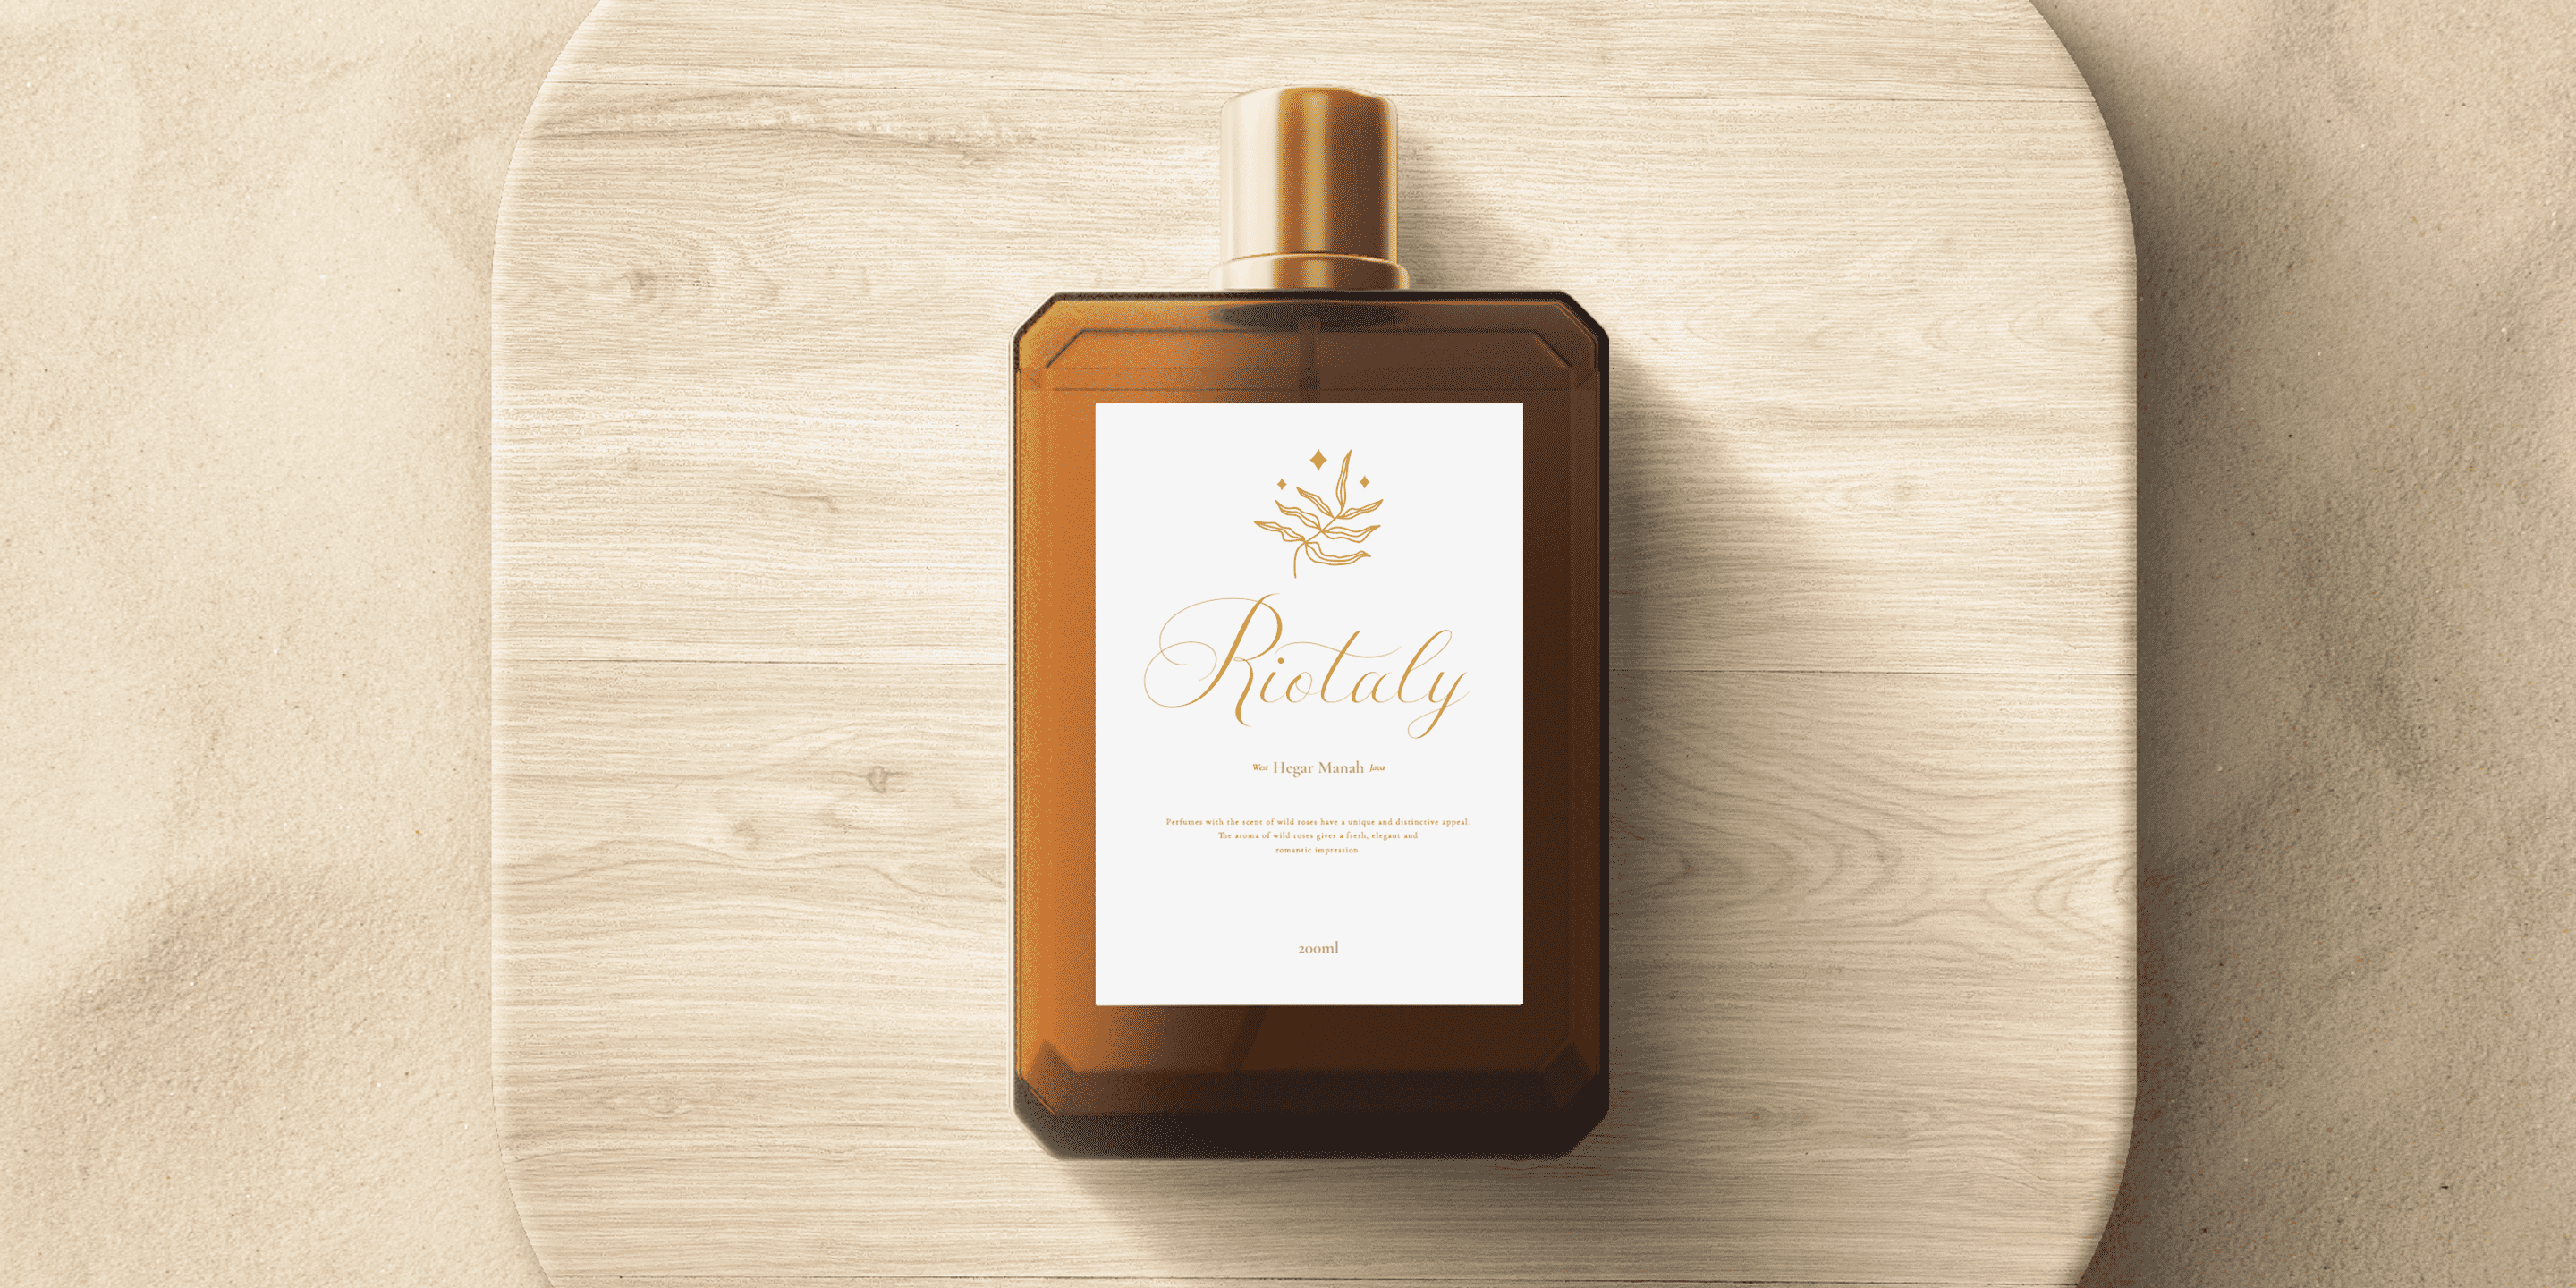 Riotaly
West Hegar Manah Java
Perfumes with the scent of wild roses have a unique and distinctive appeal.
The aroma of wild roses gives a fresh, elegant and
romantic impression.
200ml